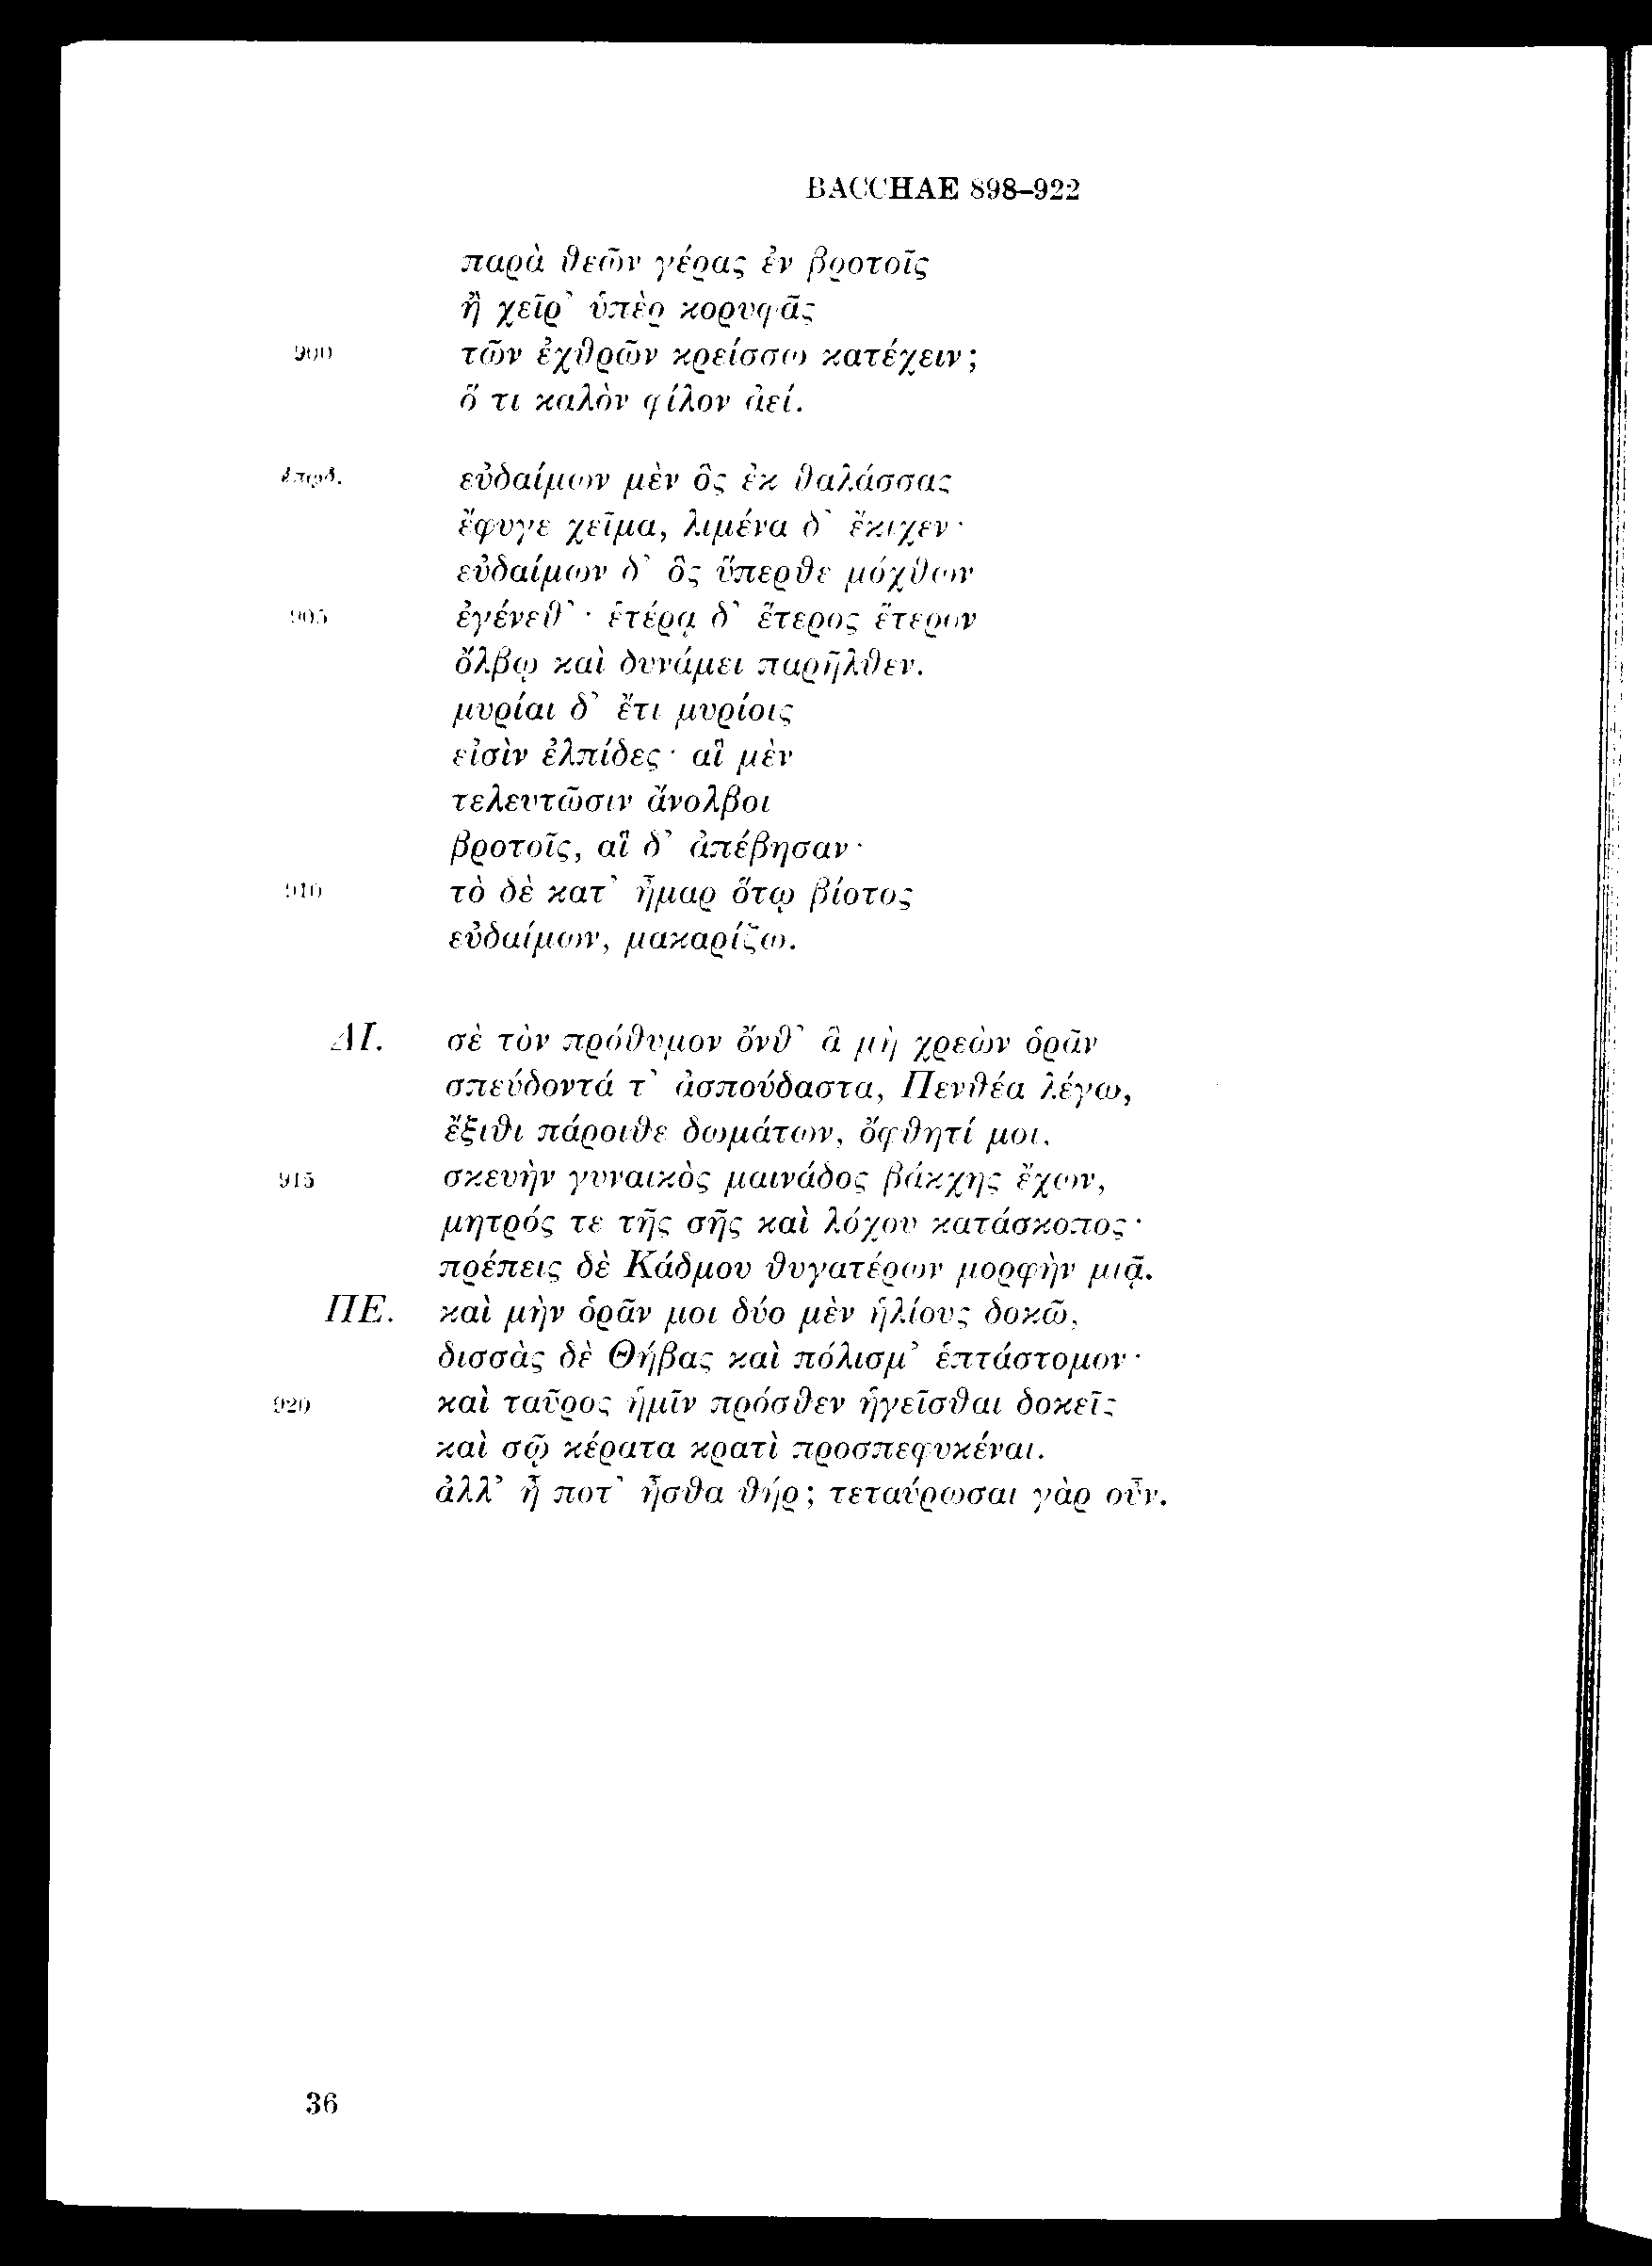 BACCHAE 898–922
παρὰ θεῶν γέρας ἐν βροτοῖς
ἢ χεῖρ᾽ ὑπὲρ κορυφᾶς
900 τῶν ἐχθρῶν κρείσσω κατέχειν;
ὅ τι καλὸν φίλον ἀεί.
ἐπῳδ. εὐδαίμων μὲν ὃς ἐκ θαλάσσας
ἔφυγε χεῖμα, λιμένα δ᾽ ἔκιχεν·
εὐδαίμων δ᾽ ὃς ὕπερθε μόχθων
905 ἐγένεθ᾽· ἑτέρᾳ δ᾽ ἕτερος ἕτερον
ὄλβῳ καὶ δυνάμει παρῆλθεν.
μυρίαι δ᾽ ἔτι μυρίοις
εἰσὶν ἐλπίδες· αἳ μὲν
τελευτῶσιν ἄνολβοι
βροτοῖς, αἳ δ᾽ ἀπέβησαν·
910 τὸ δὲ κατ᾽ ἦμαρ ὅτῳ βίοτος
εὐδαίμων, μακαρίζω.
ΔΙ. σὲ τὸν πρόθυμον ὄνθ᾽ ἃ μὴ χρεὼν ὁρᾶν
σπεύδοντά τ᾽ ἀσπούδαστα, Πενθέα λέγω,
ἔξιθι πάροιθε δωμάτων, ὄφθητί μοι,
915 σκευὴν γυναικὸς μαινάδος βάκχης ἔχων,
μητρός τε τῆς σῆς καὶ λόχου κατάσκοπος·
πρέπεις δὲ Κάδμου θυγατέρων μορφὴν μιᾷ.
ΠΕ. καὶ μὴν ὁρᾶν μοι δύο μὲν ἡλίους δοκῶ,
δισσὰς δὲ Θήβας καὶ πόλισμ᾽ ἑπτάστομον·
920 καὶ ταῦρος ἡμῖν πρόσθεν ἡγεῖσθαι δοκεῖς
καὶ σῷ κέρατα κρατὶ προσπεφυκέναι.
ἀλλ᾽ ἦ ποτ᾽ ἦσθα θήρ; τεταύρωσαι γὰρ οὖν.
36